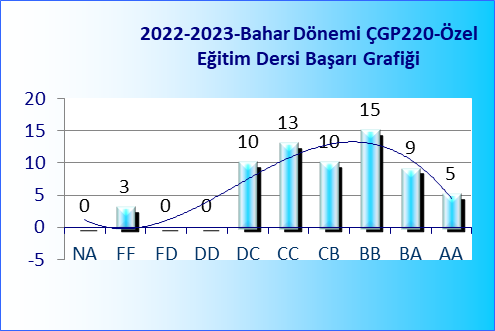 2022-2023-Bahar Dönemi ÇGP220-Özel
Eğitim Dersi Başarı Grafiği
20
15
10
5
0
-5
0 3 0 0 10 13 10 15 9 5
NA FF FD DD DC CC CB BB BA AA